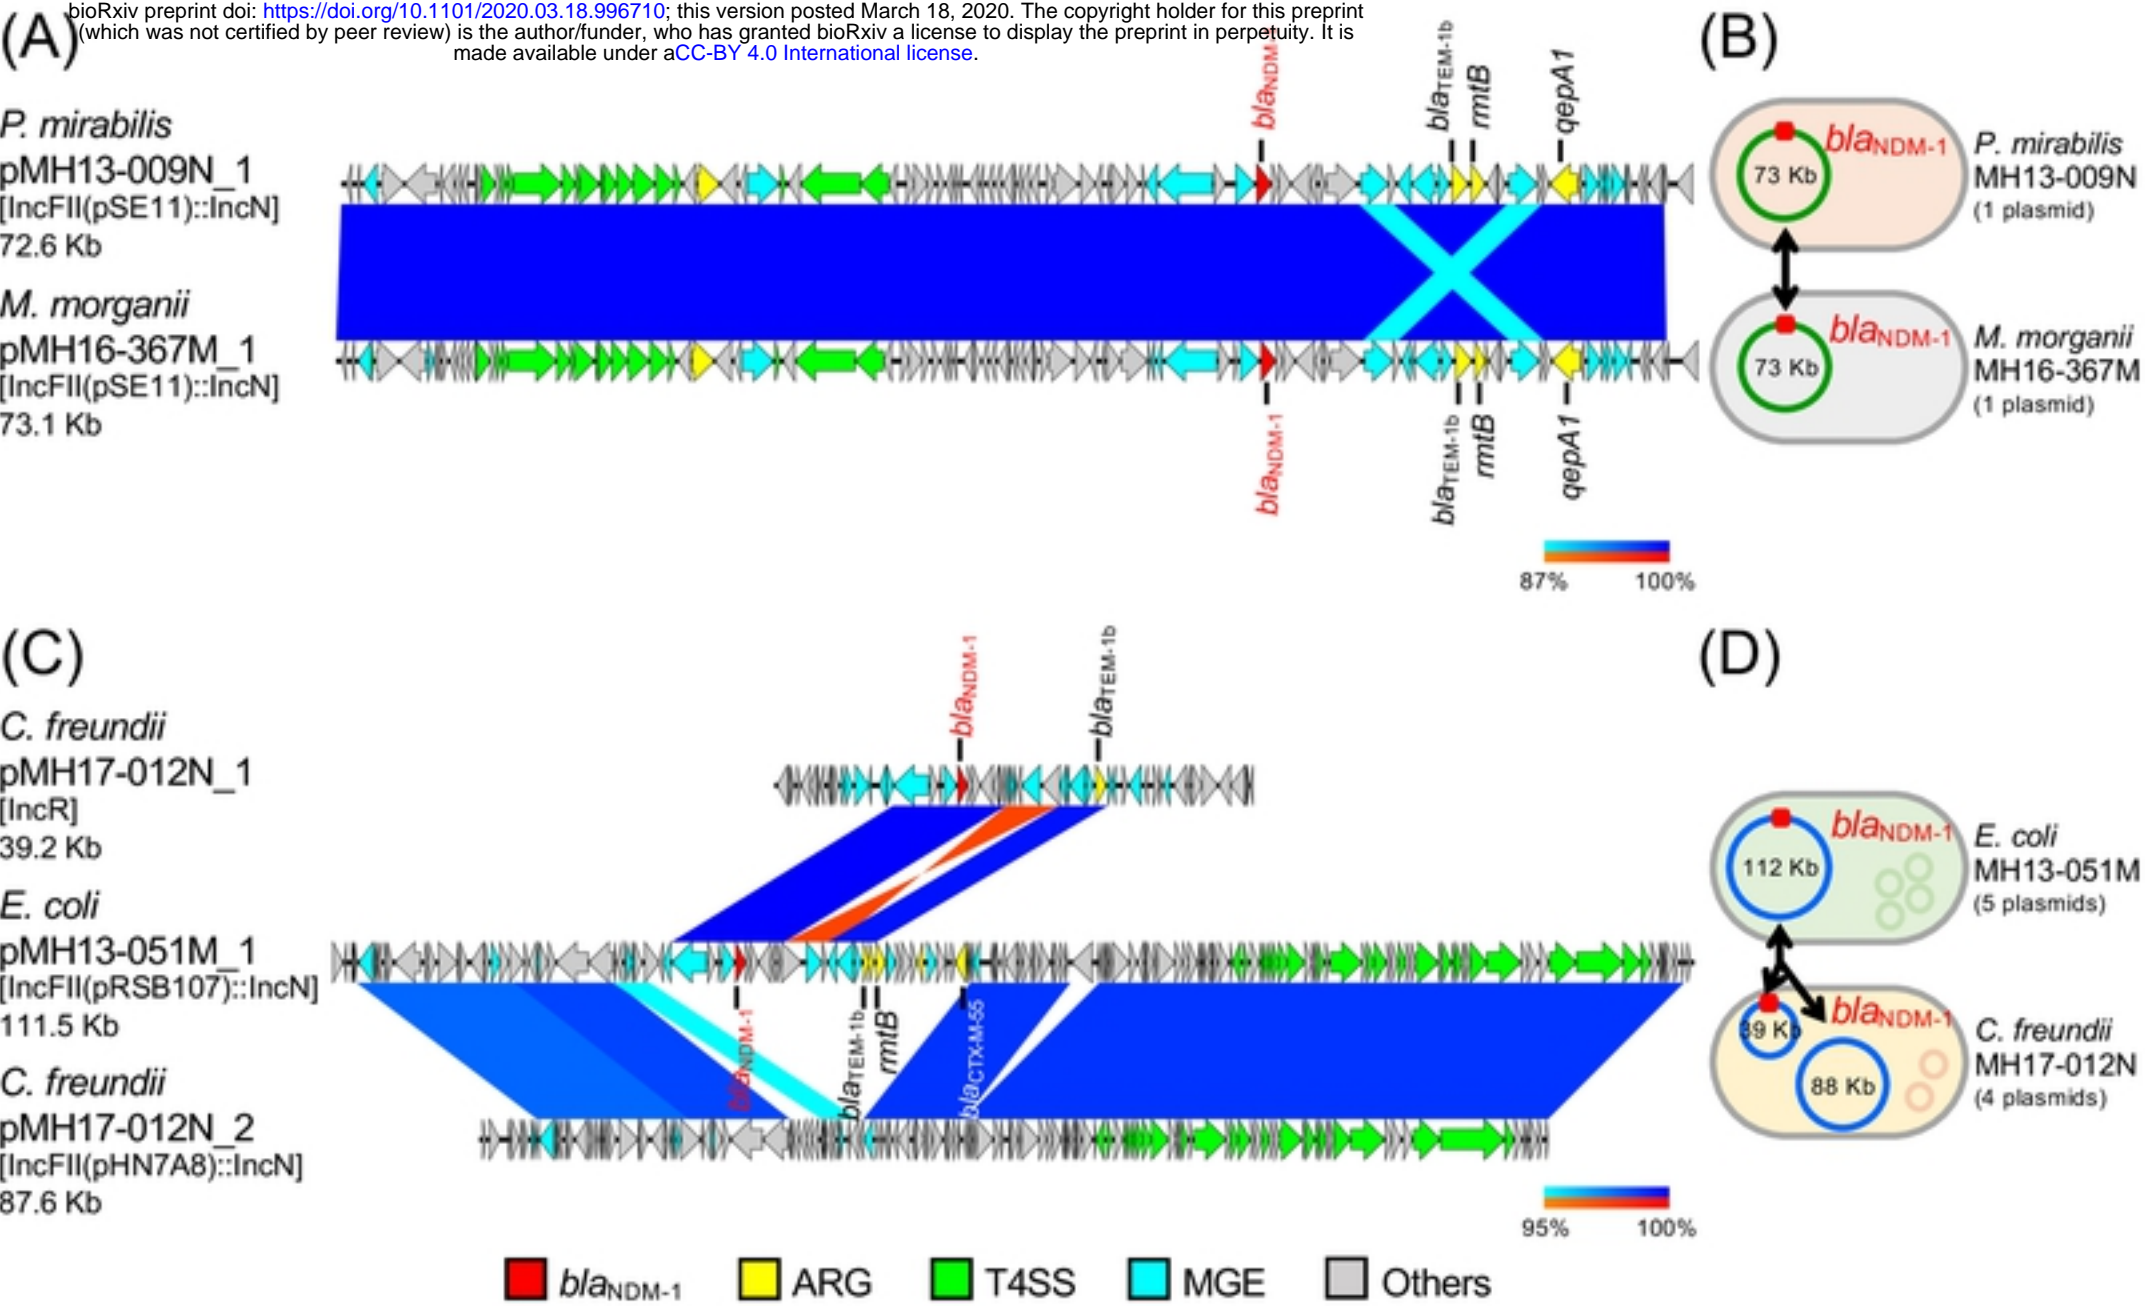 bioRxiv preprint doi: https://doi.org/10.1101/2020.03.18.996710; this version posted March 18, 2020. The copyright holder for this preprint
(which was not certified by peer review) is the author/funder, who has granted bioRxiv a license to display the preprint in perpetuity. It is
made available under aCC-BY 4.0 International license.
(A)
P. mirabilis
pMH13-009N_1
[IncFII(pSE11)::IncN]
72.6 Kb
M. morganii
pMH16-367M_1
[IncFII(pSE11)::IncN]
73.1 Kb
blaNDM-1
blaTEM-1b
rmtB
qepA1
blaNDM-1
blaTEM-1b
rmtB
qepA1
87% 100%
(B)
73 Kb
blaNDM-1
P. mirabilis
MH13-009N
(1 plasmid)
73 Kb
blaNDM-1
M. morganii
MH16-367M
(1 plasmid)
(C)
C. freundii
pMH17-012N_1
[IncR]
39.2 Kb
E. coli
pMH13-051M_1
[IncFII(pRSB107)::IncN]
111.5 Kb
C. freundii
pMH17-012N_2
[IncFII(pHN7A8)::IncN]
87.6 Kb
blaNDM-1
blaTEM-1b
blaNDM-1
blaTEM-1b
rmtB
blaCTX-M-55
95% 100%
(D)
112 Kb
blaNDM-1
E. coli
MH13-051M
(5 plasmids)
39 Kb
88 Kb
blaNDM-1
C. freundii
MH17-012N
(4 plasmids)
blaNDM-1 ARG T4SS MGE Others